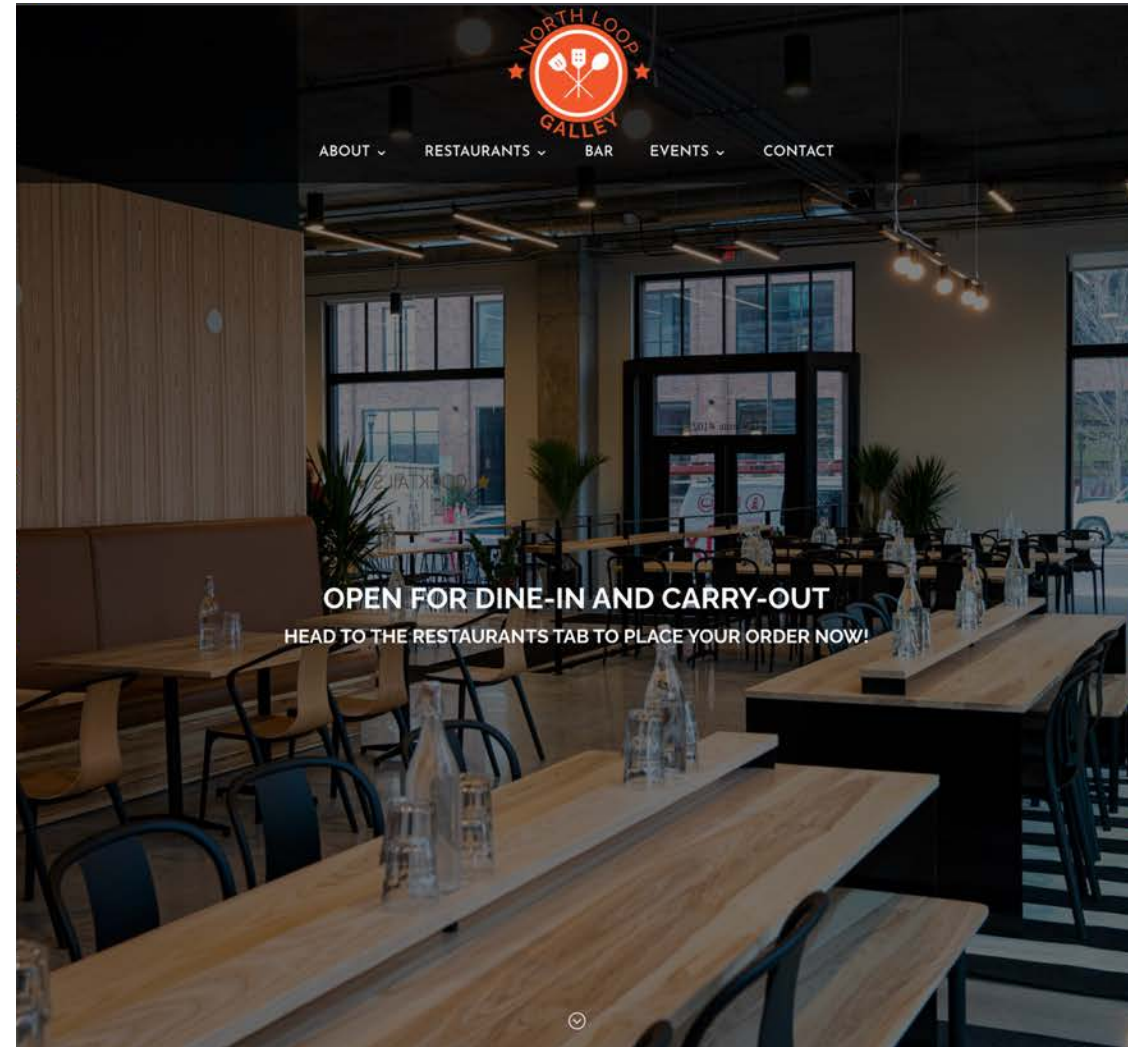 NORTH LOOP
GALLEY
ABOUT RESTAURANTS BAR EVENTS CONTACT
COCKTAILS
OPEN FOR DINE-IN AND CARRY-OUT
HEAD TO THE RESTAURANTS TAB TO PLACE YOUR ORDER NOW!